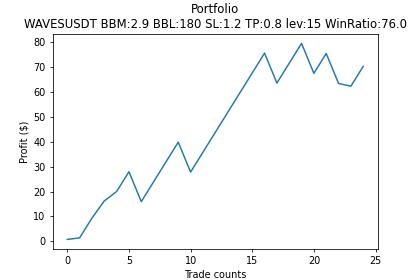 Portfolio
WAVESUSDT BBM:2.9 BBL:180 SL:1.2 TP:0.8 lev:15 WinRatio:76.0
80
70
60
50
40
30
20
10
0
Profit ($)
0 5 10 15 20 25
Trade counts